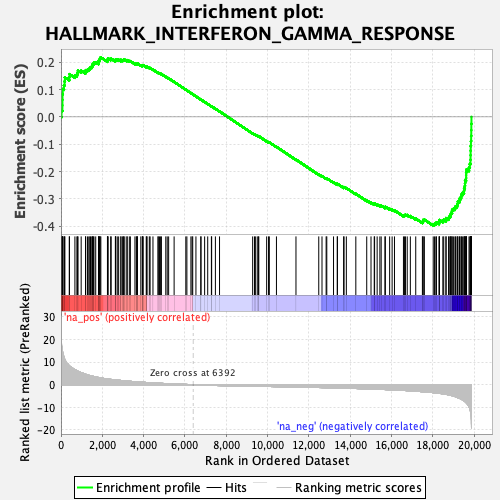 Enrichment plot:
HALLMARK_INTERFERON_GAMMA_RESPONSE
Enrichment score (ES)
0.2
0.1
0.0
-0.1
-0.2
-0.3
-0.4
'na_pos' (positively correlated)
Ranked list metric (PreRanked)
30
20
10
0
-10
-20
Zero cross at 6392
'na_neg' (negatively correlated)
0
2,000
4,000
6,000
8,000
10,000
12,000
14,000
16,000
18,000
20,000
Rank in Ordered Dataset
Enrichment profile
Hits
Ranking metric scores